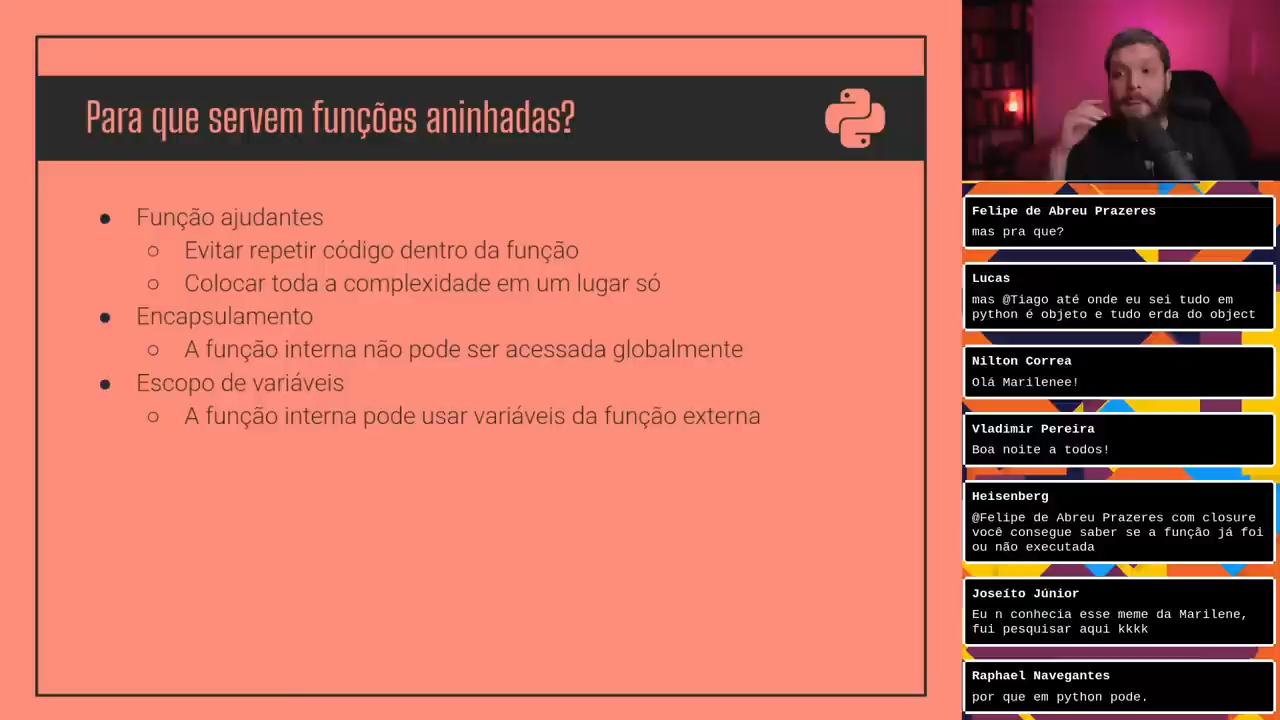 Para que servem funções aninhadas?
● Função ajudantes
○ Evitar repetir código dentro da função
○ Colocar toda a complexidade em um lugar só
● Encapsulamento
○ A função interna não pode ser acessada globalmente
● Escopo de variáveis
○ A função interna pode usar variáveis da função externa
Felipe de Abreu Prazeres
mas pra que?
Lucas
mas @Tiago até onde eu sei tudo em
python é objeto e tudo erda do object
Nilton Correa
Olá Marilenee!
Vladimir Pereira
Boa noite a todos!
Heisenberg
@Felipe de Abreu Prazeres com closure
você consegue saber se a função já foi
ou não executada
Joseíto Júnior
Eu n conhecia esse meme da Marilene,
fui pesquisar aqui kkkk
Raphael Navegantes
por que em python pode.